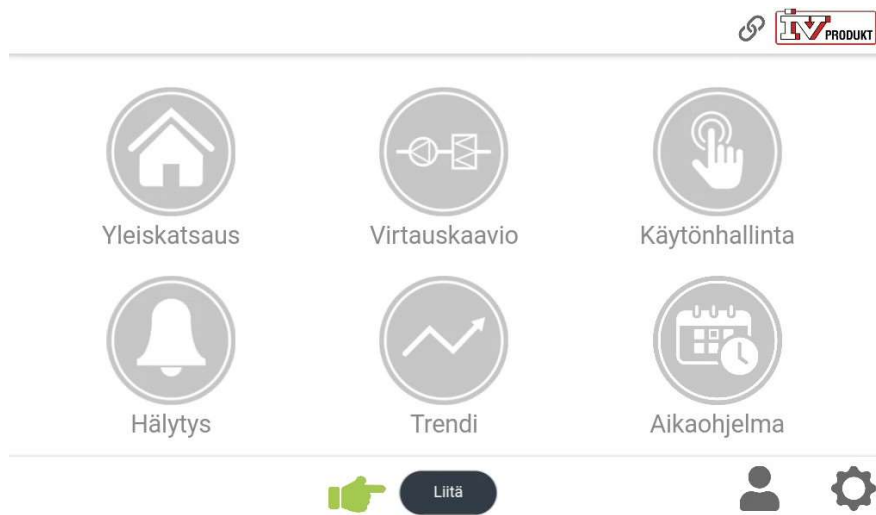 IV PRODUKT
Yleiskatsaus
Virtauskaavio
Käytönhallinta
Hälytys
Trendi
Aikaohjelma
Liitä